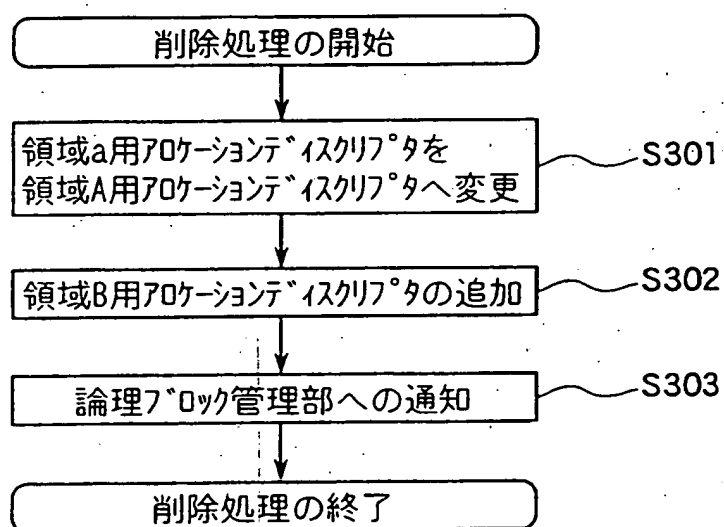 削除処理の開始
領域a用ｱﾛｹｰｼｮﾝﾃﾞｨｽｸﾘﾌﾟﾀを
領域A用ｱﾛｹｰｼｮﾝﾃﾞｨｽｸﾘﾌﾟﾀへ変更
S301
領域B用ｱﾛｹｰｼｮﾝﾃﾞｨｽｸﾘﾌﾟﾀの追加
S302
論理ﾌﾞﾛｯｸ管理部への通知
S303
削除処理の終了